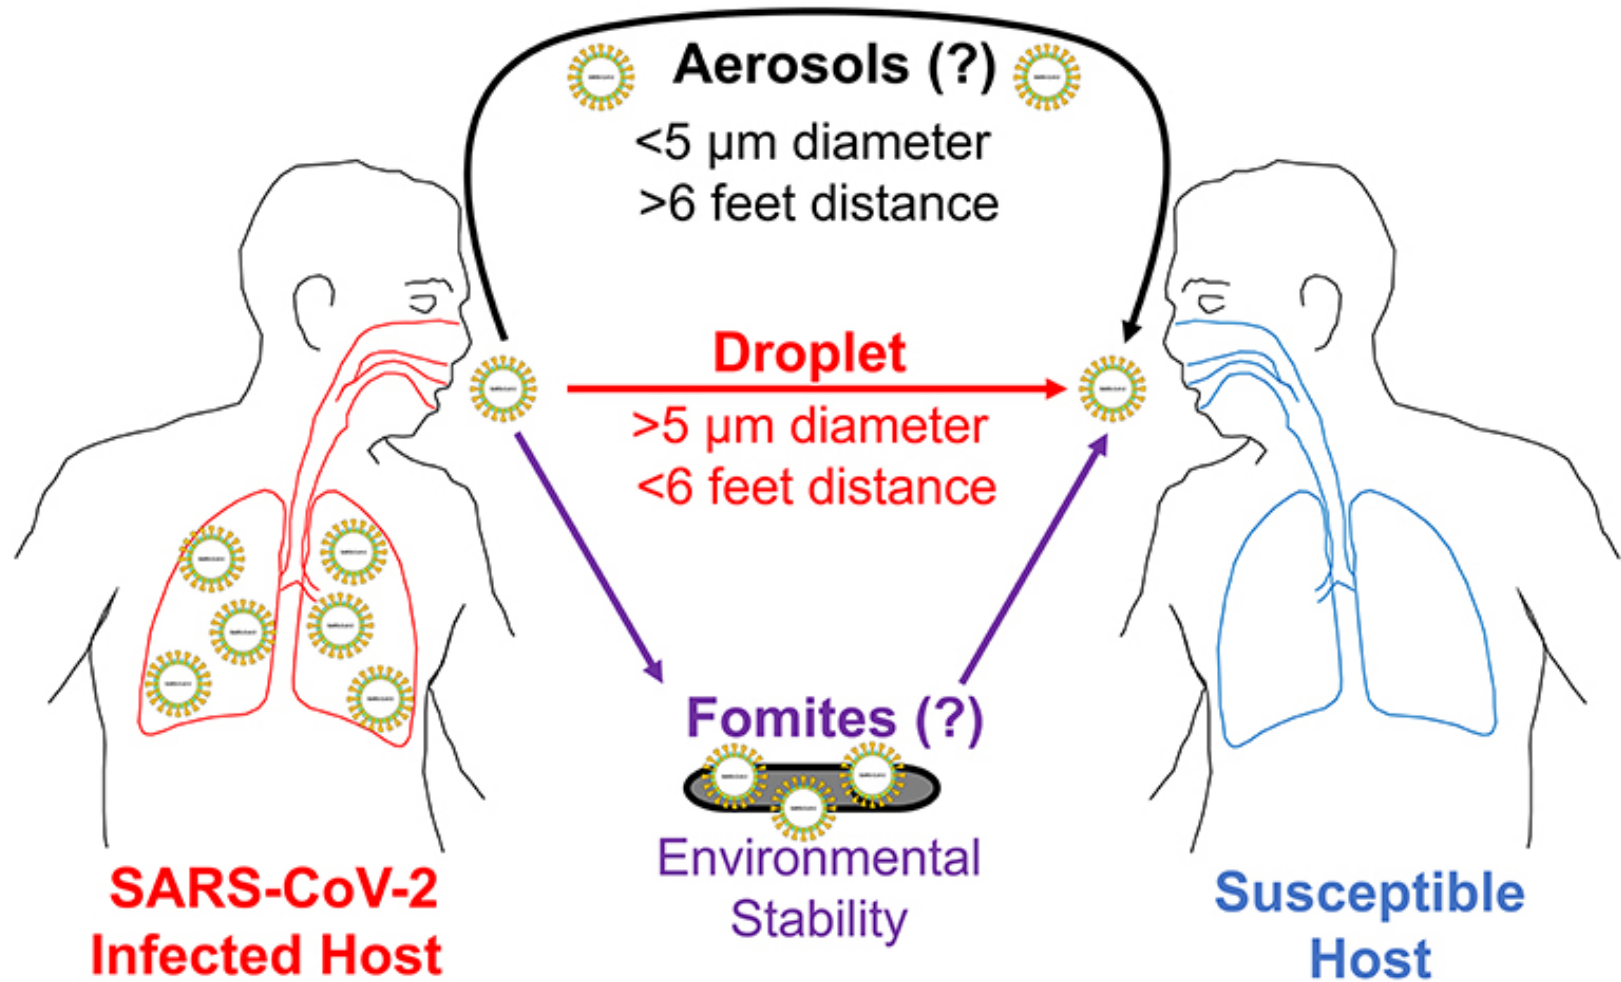 Aerosols (?)
<5 µm diameter
>6 feet distance
Droplet
>5 µm diameter
<6 feet distance
Fomites (?)
Environmental
Stability
SARS-CoV-2
Infected Host
Susceptible
Host